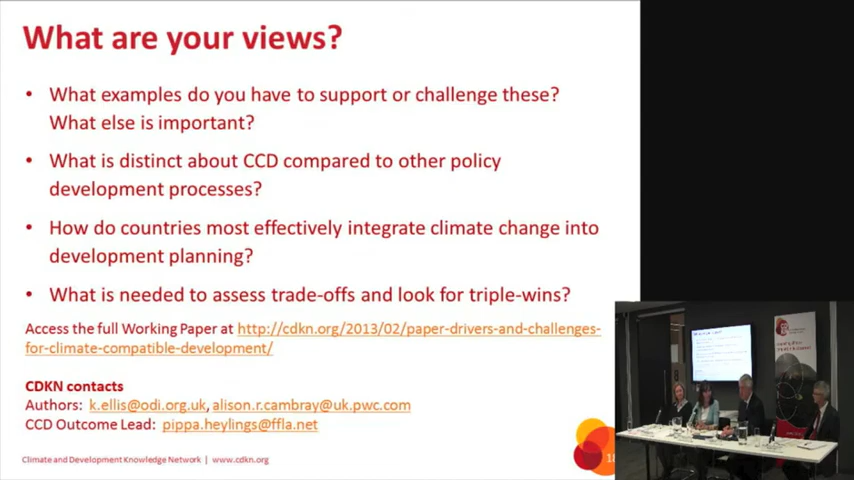 What are your views?
• What examples do you have to support or challenge these?
What else is important?
• What is distinct about CCD compared to other policy
development processes?
• How do countries most effectively integrate climate change into
development planning?
• What is needed to assess trade-offs and look for triple-wins?
Access the full Working Paper at http://cdkn.org/2013/02/paper-drivers-and-challenges-
for-climate-compatible-development/
CDKN contacts
Authors: k.ellis@odi.org.uk, alison.r.cambray@uk.pwc.com
CCD Outcome Lead: pippa.heylings@ffla.net
Climate and Development Knowledge Network | www.cdkn.org